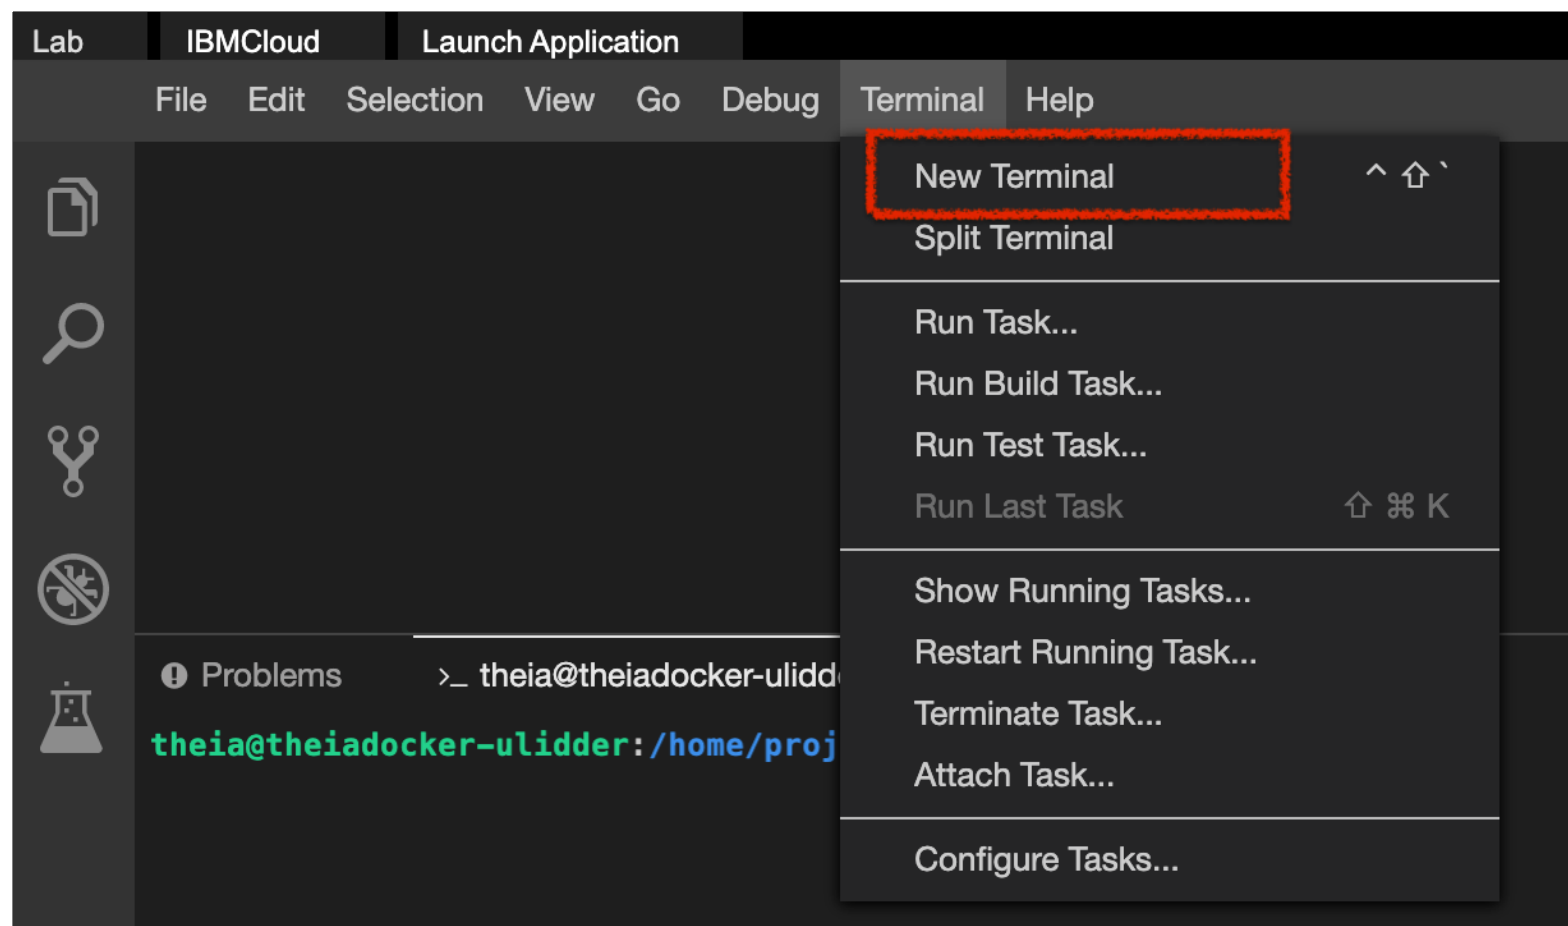 Lab IBMCloud Launch Application
File Edit Selection View Go Debug Terminal Help
New Terminal ^ ⇧ `
Split Terminal
Run Task...
Run Build Task...
Run Test Task...
Run Last Task ⇧ ⌘ K
Show Running Tasks...
Restart Running Task...
Terminate Task...
Attach Task...
Configure Tasks...
Problems >_ theia@theiadocker-ulidd
theia@theiadocker-ulidder:/home/proj